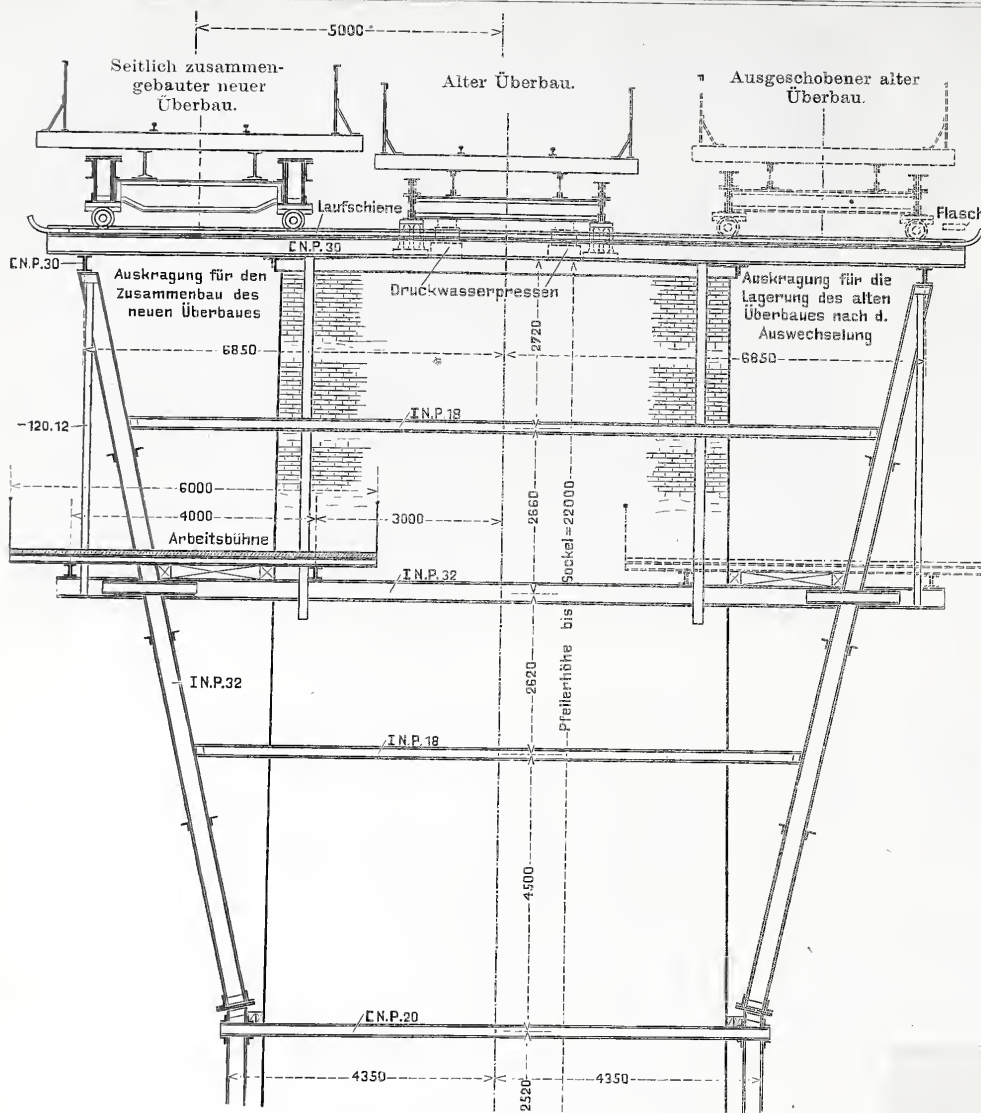 5000
Seitlich zusammen-
gebauter neuer
Überbau.
Alter Überbau.
Ausgeschobener alter
Überbau.
Laufschiene
Flasch
[N.P.30
[N.P.30
Auskragung für den
Zusammenbau des
neuen Überbaues
Druckwasserpressen
Auskragung für die
Lagerung des alten
Überbaues nach d.
Auswechselung
2720
6850
6850
I N.P.18
-120.12
6000
4000
3000
2660
Arbeitsbühne
I N.P.32
Pfeilerhöhe bis Sockel=22000
2620
I N.P.32
I N.P.18
4500
[N.P.20
4350
4350
2520